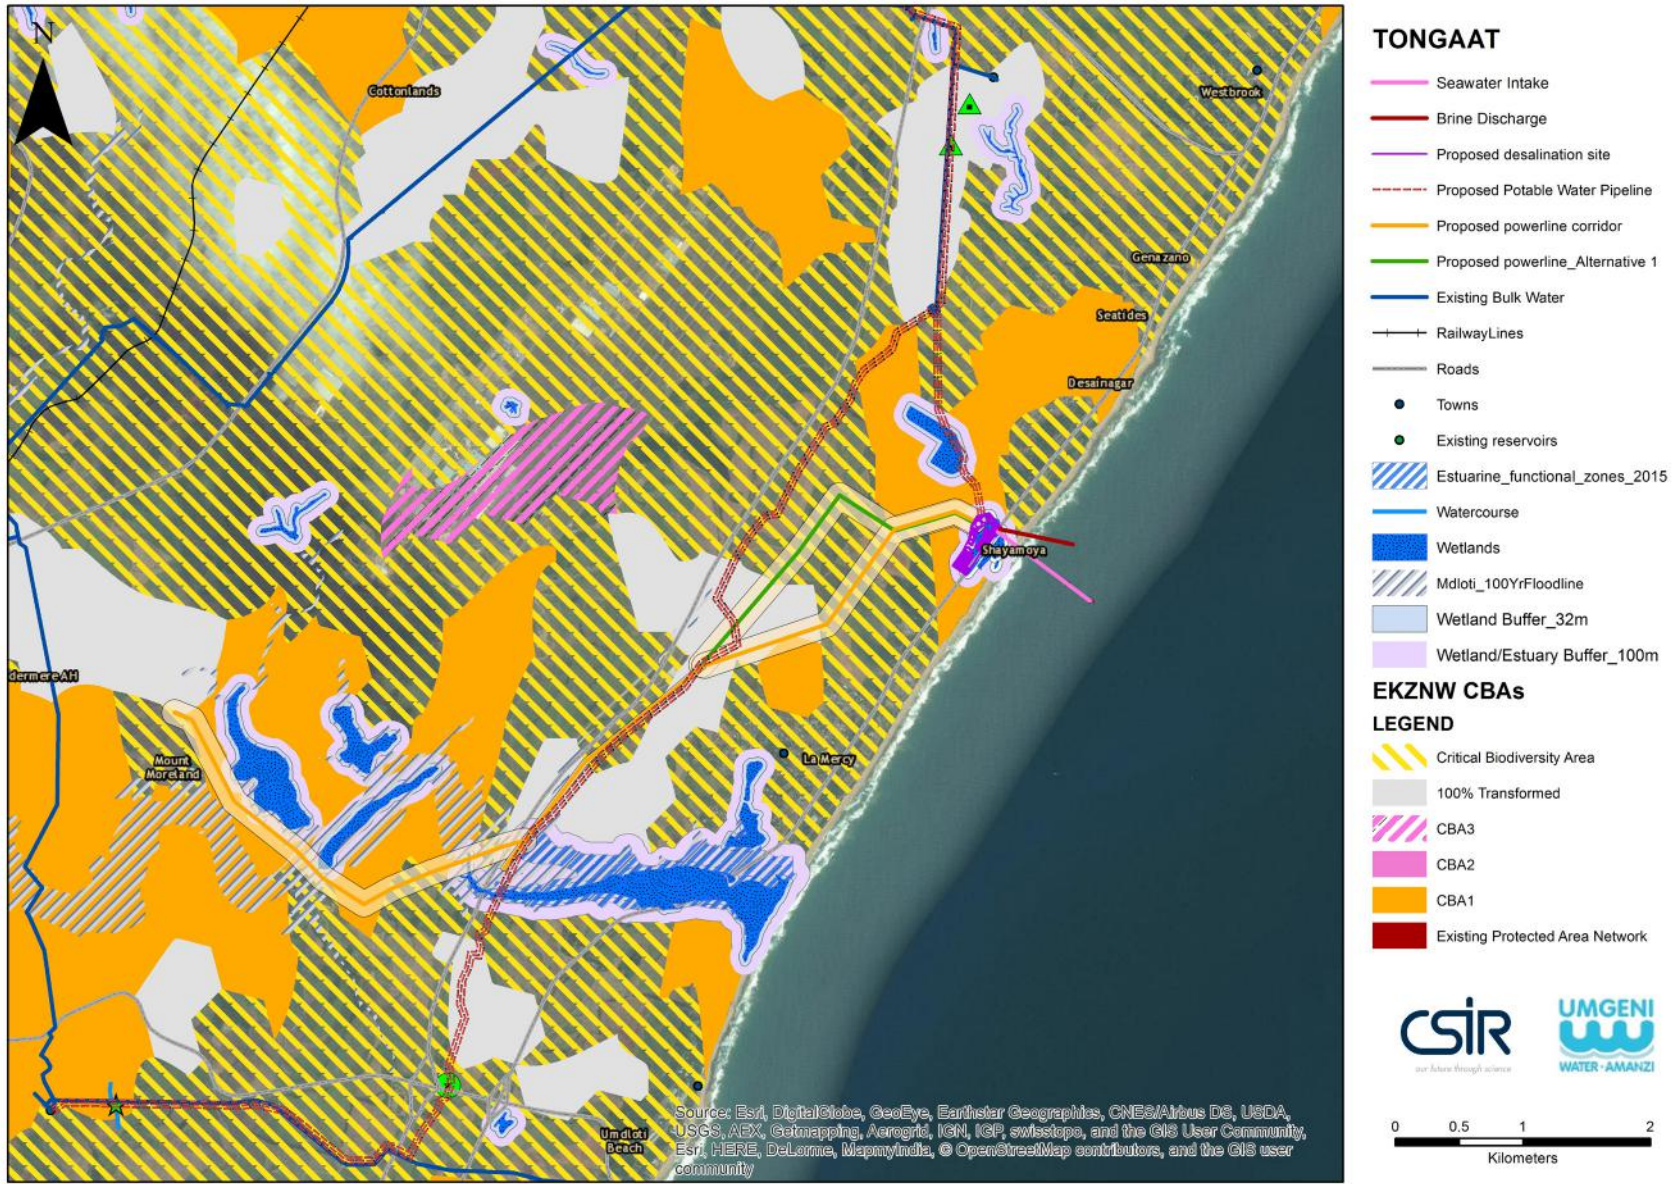 N
Cottonlands
Westbrook
Genazano
Seatides
Desainagar
Shayamoya
dermere AH
Mount
Moreland
La Mercy
Umdloti
Beach
Source: Esri, DigitalGlobe, GeoEye, Earthstar Geographics, CNES/Airbus DS, USDA,
USGS, AEX, Getmapping, Aerogrid, IGN, IGP, swisstopo, and the GIS User Community,
Esri, HERE, DeLorme, MapmyIndia, © OpenStreetMap contributors, and the GIS user
community
TONGAAT
Seawater Intake
Brine Discharge
Proposed desalination site
Proposed Potable Water Pipeline
Proposed powerline corridor
Proposed powerline_Alternative 1
Existing Bulk Water
RailwayLines
Roads
Towns
Existing reservoirs
Estuarine_functional_zones_2015
Watercourse
Wetlands
Mdloti_100YrFloodline
Wetland Buffer_32m
Wetland/Estuary Buffer_100m
EKZNW CBAs
LEGEND
Critical Biodiversity Area
100% Transformed
CBA3
CBA2
CBA1
Existing Protected Area Network
CSIR
our future through science
UMGENI
WATER·AMANZI
0 0.5 1 2
Kilometers